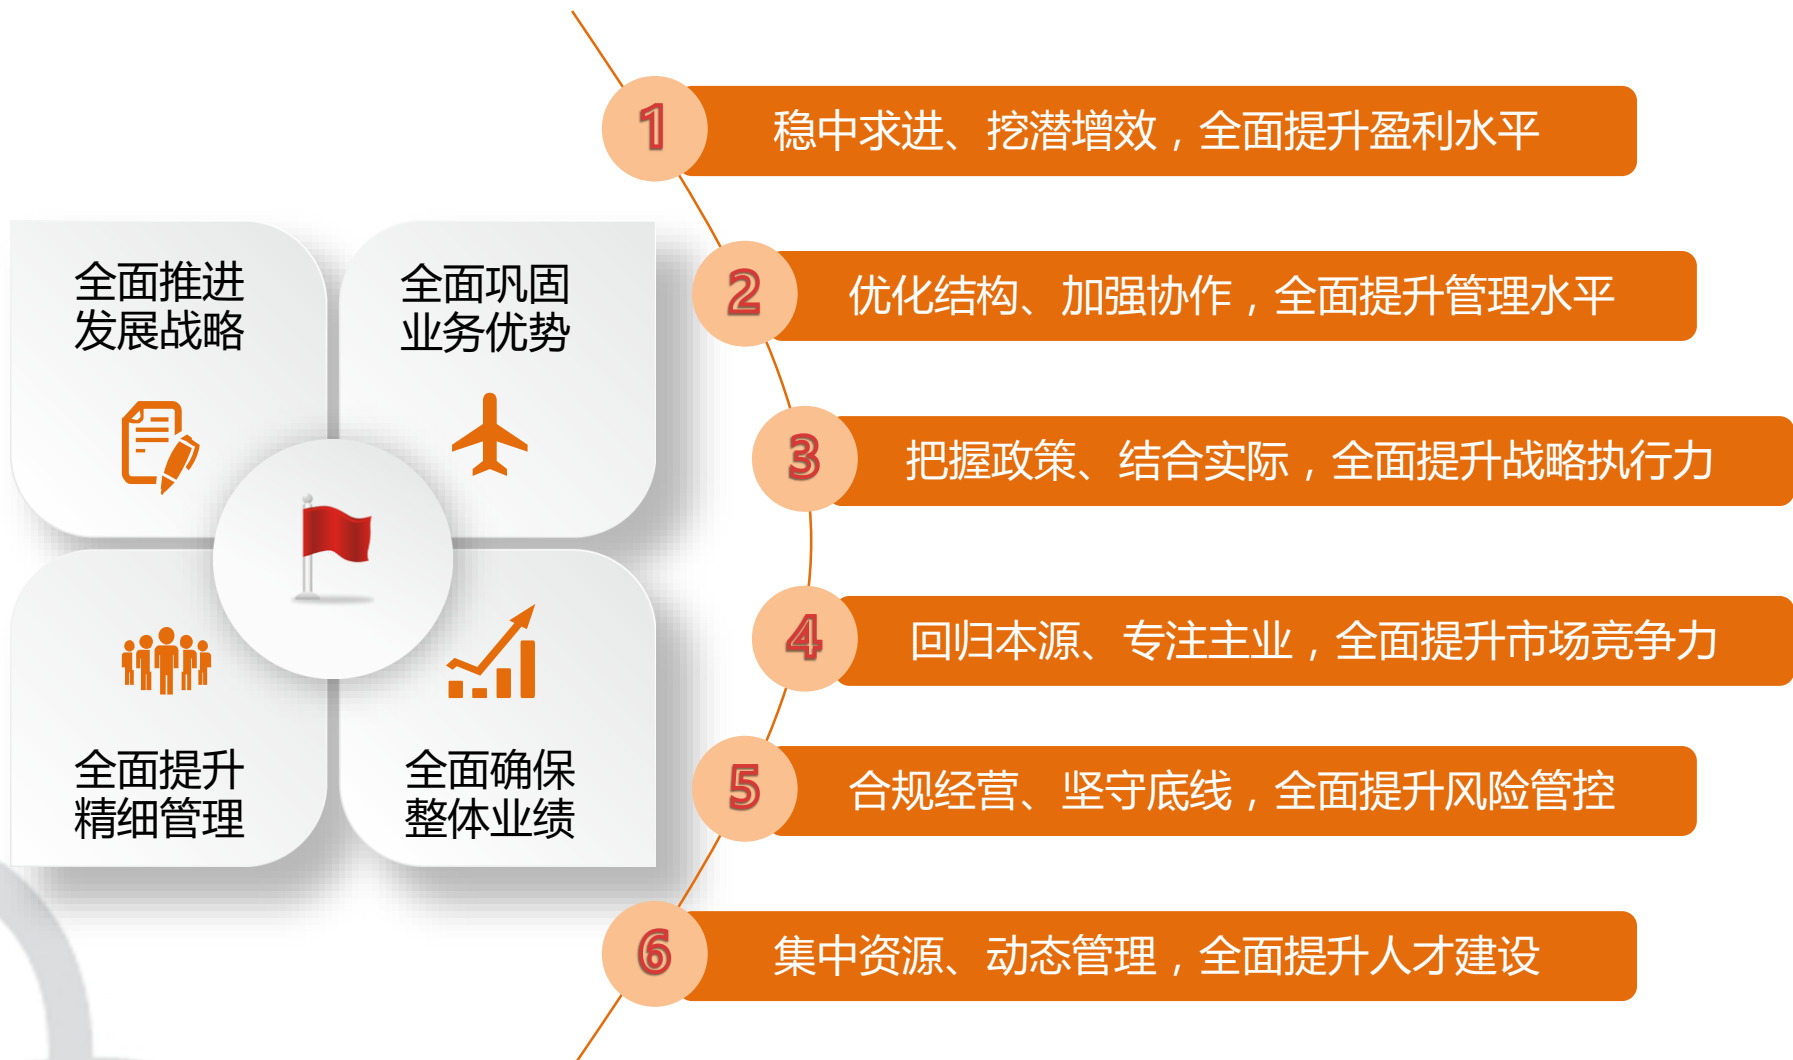 全面推进
发展战略
全面巩固
业务优势
全面提升
精细管理
全面确保
整体业绩
1
稳中求进、挖潜增效，全面提升盈利水平
2
优化结构、加强协作，全面提升管理水平
3
把握政策、结合实际，全面提升战略执行力
4
回归本源、专注主业，全面提升市场竞争力
5
合规经营、坚守底线，全面提升风险管控
6
集中资源、动态管理，全面提升人才建设